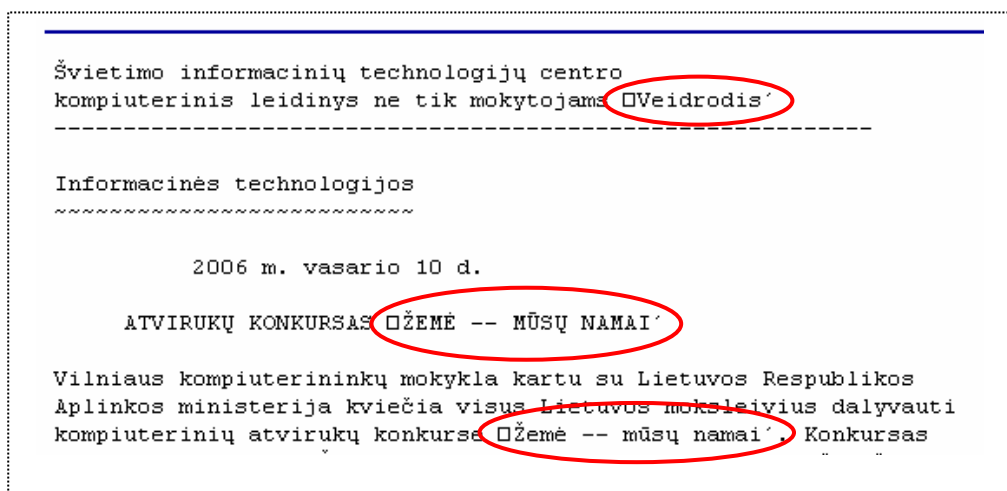 Švietimo informacinių technologijų centro
kompiuterinis leidinys ne tik mokytojams □Veidrodis´
-----------------------------------------------------------
Informacinės technologijos
~~~~~~~~~~~~~~~~~~~~~~~~~~
2006 m. vasario 10 d.
ATVIRUKŲ KONKURSAS □ŽEMĖ -- MŪSŲ NAMAI´
Vilniaus kompiuterininkų mokykla kartu su Lietuvos Respublikos
Aplinkos ministerija kviečia visus Lietuvos moksleivius dalyvauti
kompiuterinių atvirukų konkurse □Žemė -- mūsų namai´. Konkursas